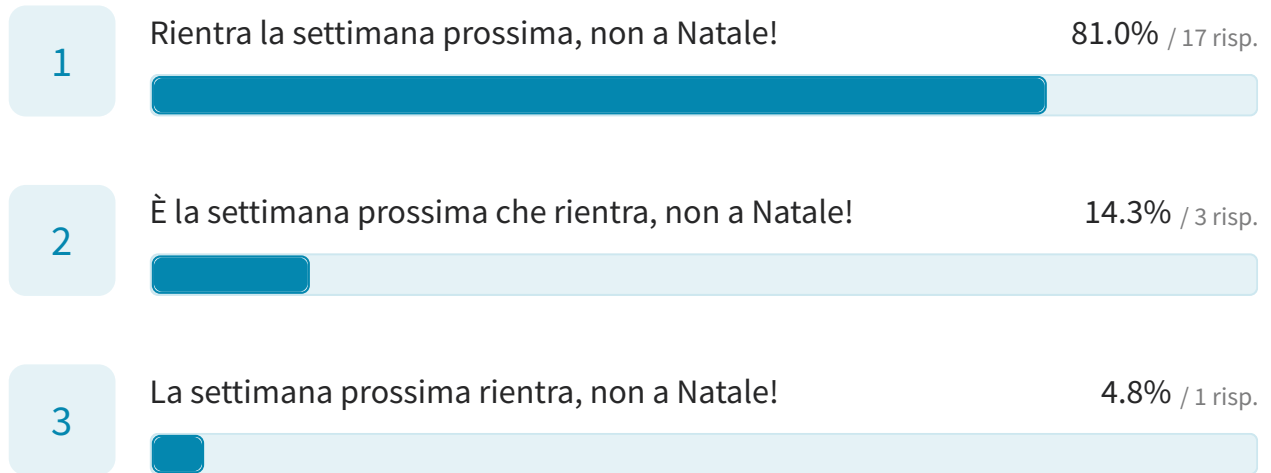 1 Rientra la settimana prossima, non a Natale! 81.0% / 17 risp.
2 È la settimana prossima che rientra, non a Natale! 14.3% / 3 risp.
3 La settimana prossima rientra, non a Natale! 4.8% / 1 risp.